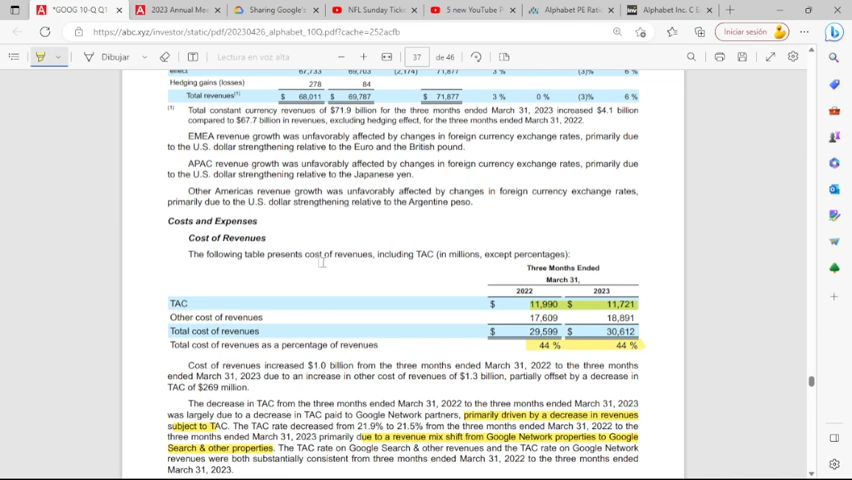 *GOOG 10-Q Q1
2023 Annual Me
Sharing Google's
NFL Sunday Ticke
5 new YouTube P
Alphabet PE Rati
Alphabet Inc. C E
https://abc.xyz/investor/static/pdf/20230426_alphabet_10Q.pdf?cache=252acfb
Iniciar sesión
Dibujar
Lectura en voz alta
37 de 46
67,733 69,703 (2,174) 71,877 3 % 6 %
Hedging gains (losses) 278 84
Total revenues(1) $ 68,011 $ 69,787 $ 71,877 3 % 0 % (3)% 6 %
(1) Total constant currency revenues of $71.9 billion for the three months ended March 31, 2023 increased $4.1 billion
compared to $67.7 billion in revenues, excluding hedging effect, for the three months ended March 31, 2022.
EMEA revenue growth was unfavorably affected by changes in foreign currency exchange rates, primarily due
to the U.S. dollar strengthening relative to the Euro and the British pound.
APAC revenue growth was unfavorably affected by changes in foreign currency exchange rates, primarily due
to the U.S. dollar strengthening relative to the Japanese yen.
Other Americas revenue growth was unfavorably affected by changes in foreign currency exchange rates,
primarily due to the U.S. dollar strengthening relative to the Argentine peso.
Costs and Expenses
Cost of Revenues
The following table presents cost of revenues, including TAC (in millions, except percentages):
Three Months Ended
March 31,
2022 2023
TAC $ 11,990 $ 11,721
Other cost of revenues 17,609 18,891
Total cost of revenues $ 29,599 $ 30,612
Total cost of revenues as a percentage of revenues 44 % 44 %
Cost of revenues increased $1.0 billion from the three months ended March 31, 2022 to the three months
ended March 31, 2023 due to an increase in other cost of revenues of $1.3 billion, partially offset by a decrease in
TAC of $269 million.
The decrease in TAC from the three months ended March 31, 2022 to the three months ended March 31, 2023
was largely due to a decrease in TAC paid to Google Network partners, primarily driven by a decrease in revenues
subject to TAC. The TAC rate decreased from 21.9% to 21.5% from the three months ended March 31, 2022 to the
three months ended March 31, 2023 primarily due to a revenue mix shift from Google Network properties to Google
Search & other properties. The TAC rate on Google Search & other revenues and the TAC rate on Google Network
revenues were both substantially consistent from three months ended March 31, 2022 to the three months ended
March 31, 2023.